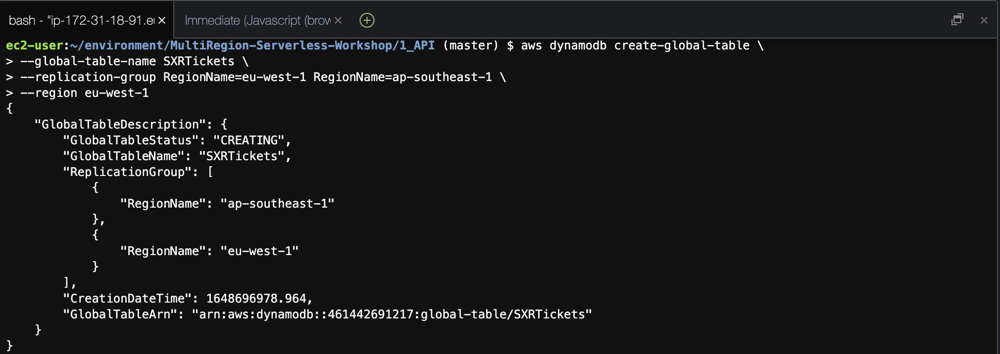 bash - "ip-172-31-18-91.eu × Immediate (Javascript (brow ×
ec2-user:~/environment/MultiRegion-Serverless-Workshop/1_API (master) $ aws dynamodb create-global-table \
> --global-table-name SXRTickets \
> --replication-group RegionName=eu-west-1 RegionName=ap-southeast-1 \
> --region eu-west-1
{
    "GlobalTableDescription": {
        "GlobalTableStatus": "CREATING",
        "GlobalTableName": "SXRTickets",
        "ReplicationGroup": [
            {
                "RegionName": "ap-southeast-1"
            },
            {
                "RegionName": "eu-west-1"
            }
        ],
        "CreationDateTime": 1648696978.964,
        "GlobalTableArn": "arn:aws:dynamodb::461442691217:global-table/SXRTickets"
    }
}